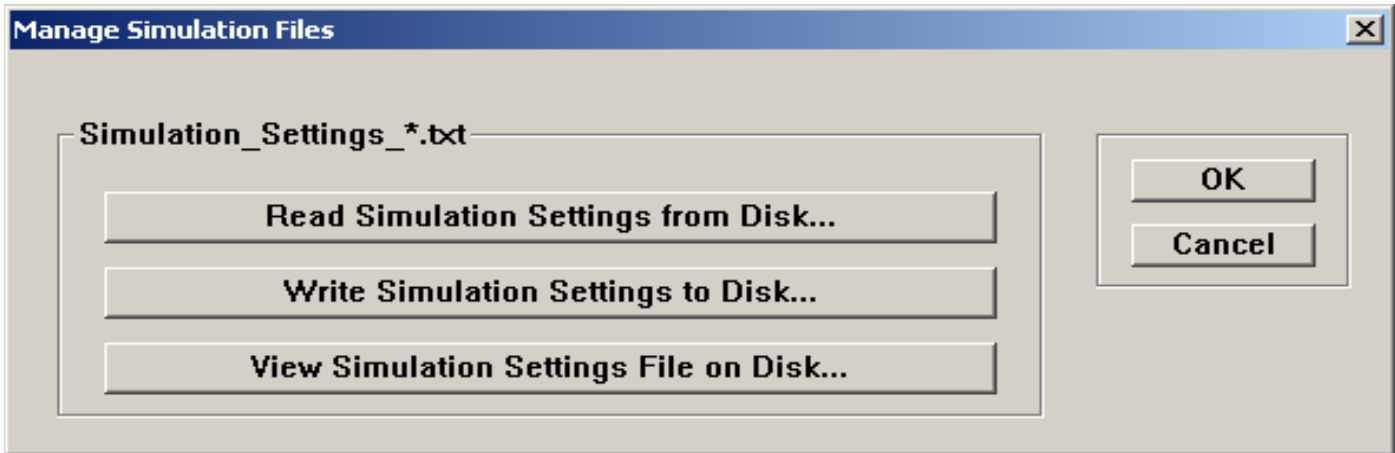 Manage Simulation Files
Simulation_Settings_*.txt
Read Simulation Settings from Disk...
Write Simulation Settings to Disk...
View Simulation Settings File on Disk...
OK
Cancel